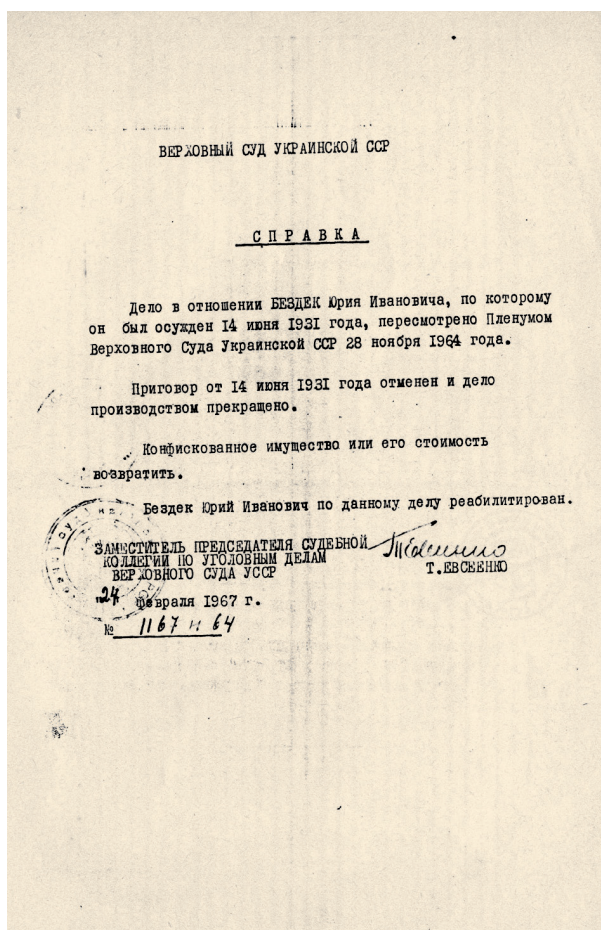 ВЕРХОВНЫЙ СУД УКРАИНСКОЙ ССР
СПРАВКА
Дело в отношении БЕЗДЕК Юрия Ивановича, по которому
он был осужден 14 июня 1931 года, пересмотрено Пленумом
Верховного Суда Украинской ССР 28 ноября 1964 года.
Приговор от 14 июня 1931 года отменен и дело
производством прекращено.
Конфискованное имущество или его стоимость
возвратить.
Бездек Юрий Иванович по данному делу реабилитирован.
ЗАМЕСТИТЕЛЬ ПРЕДСЕДАТЕЛЯ СУДЕБНОЙ
КОЛЛЕГИИ ПО УГОЛОВНЫМ ДЕЛАМ
ВЕРХОВНОГО СУДА УССР
Т.ЕВСЕЕНКО
"24" февраля 1967 г.
№ 1167 н 64